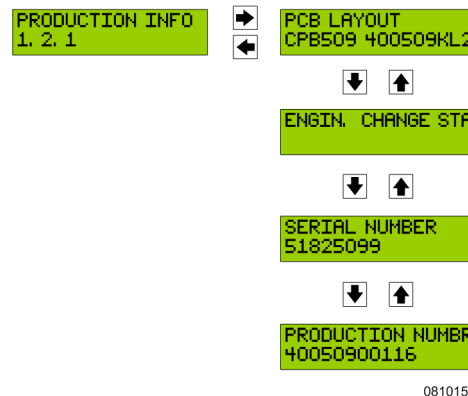 PRODUCTION INFO
1. 2. 1
PCB LAYOUT
CPB509 400509KL2
ENGIN. CHANGE STA
SERIAL NUMBER
51825099
PRODUCTION NUMBR
40050900116
081015